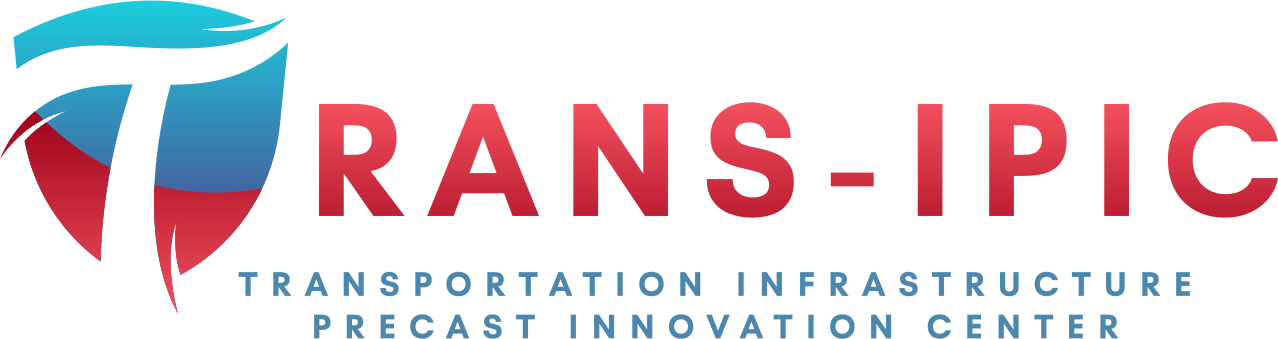 TRANS-IPIC
TRANSPORTATION INFRASTRUCTURE
PRECAST INNOVATION CENTER